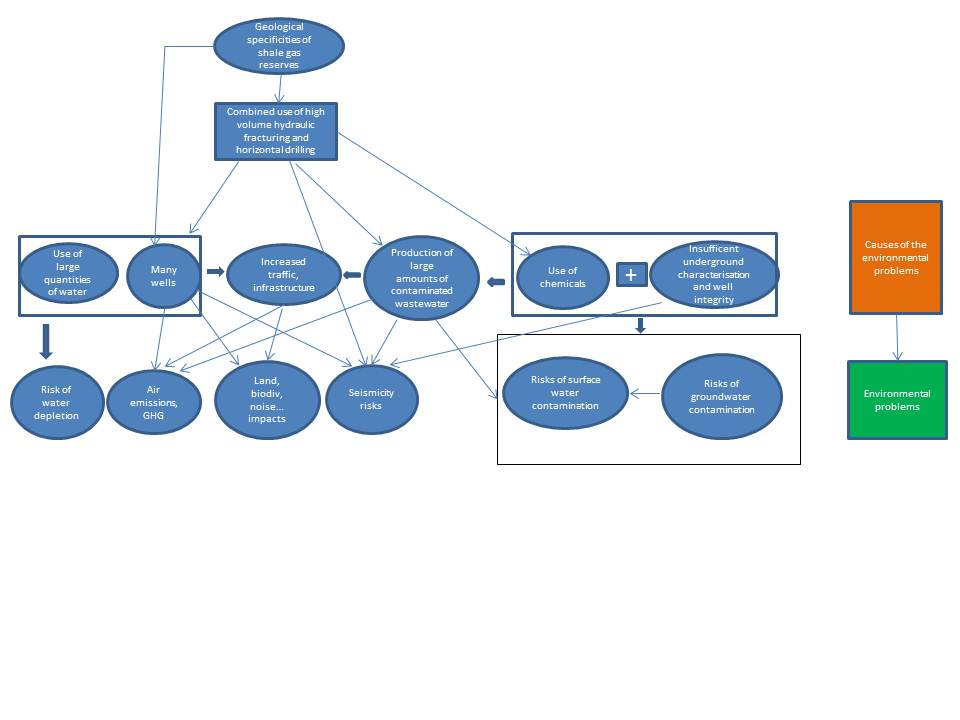 Geological
specificities of
shale gas
reserves
Combined use of high
volume hydraulic
fracturing and
horizontal drilling
Use of
large
quantities
of water
Many
wells
Increased
traffic,
infrastructure
Production of
large
amounts of
contaminated
wastewater
Use of
chemicals
+
Insufficent
underground
characterisation
and well
integrity
Causes of the
environmental
problems
Risk of
water
depletion
Air
emissions,
GHG
Land,
biodiv,
noise...
impacts
Seismicity
risks
Risks of surface
water
contamination
Risks of
groundwater
contamination
Environmental
problems